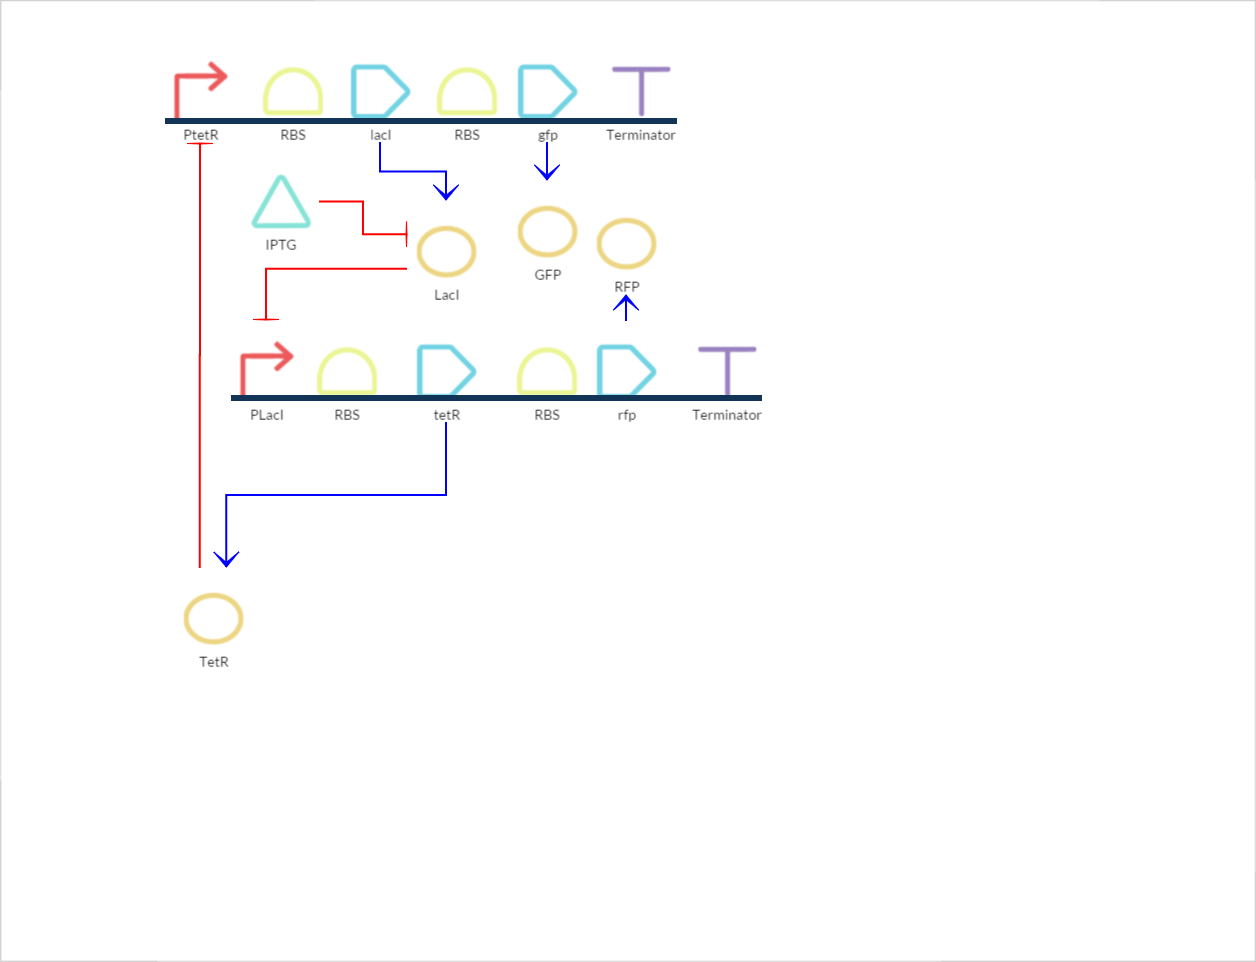 PtetR RBS lacI RBS gfp Terminator
IPTG
LacI
GFP
RFP
PLacI RBS tetR RBS rfp Terminator
TetR